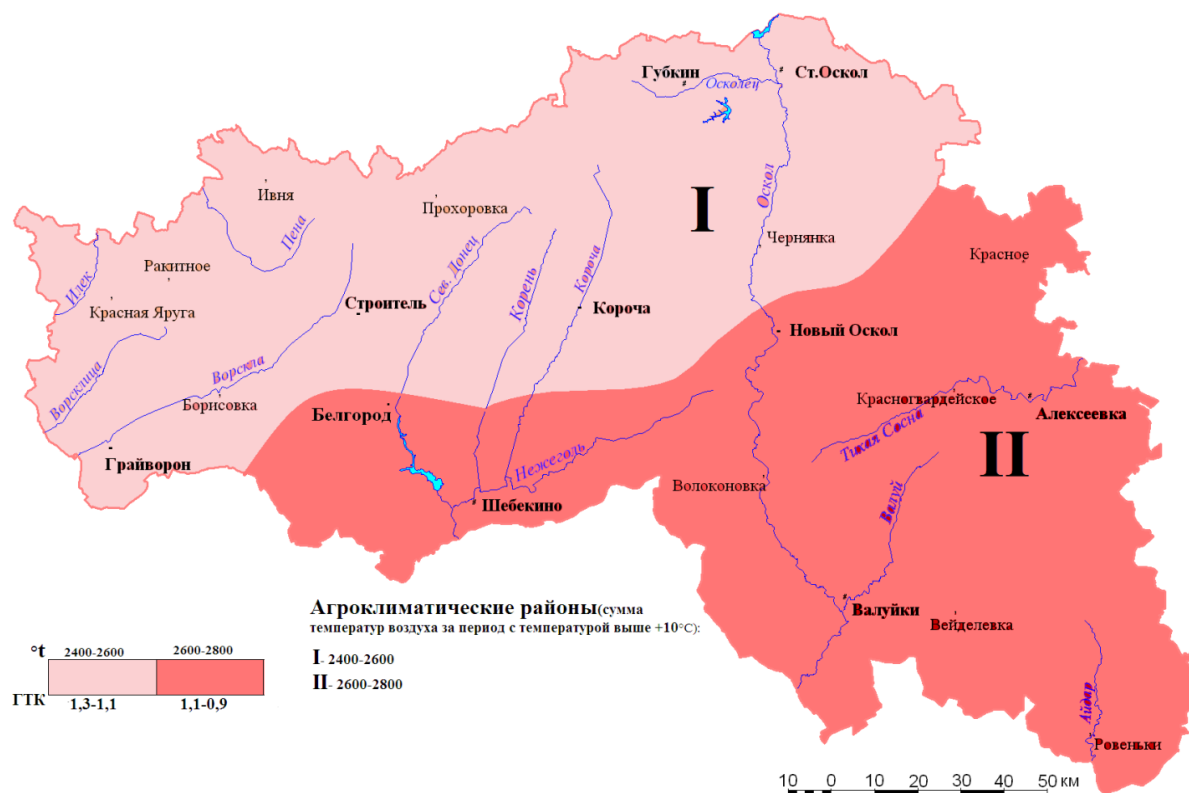 Губкин
Ст.Оскол
Осколец
Ивня
Прохоровка
I
Оскол
Пена
Чернянка
Красное
Ракитное
Идек
Сев. Донец
Корень
Короча
Красная Яруга
Строитель
Короча
Новый Оскол
Ворсклица
Ворскла
Борисовка
Белгород
Красногвардейское
Алексеевка
Тихая Сосна
Грайворон
II
Нежеголь
Волоконовка
Валуй
Шебекино
Агроклиматические районы(сумма
температур воздуха за период с температурой выше +10°С):
I- 2400-2600
II- 2600-2800
Валуйки
Вейделевка
°t 2400-2600 2600-2800
ГТК 1,3-1,1 1,1-0,9
Айдар
Ровеньки
10 0 10 20 30 40 50 км